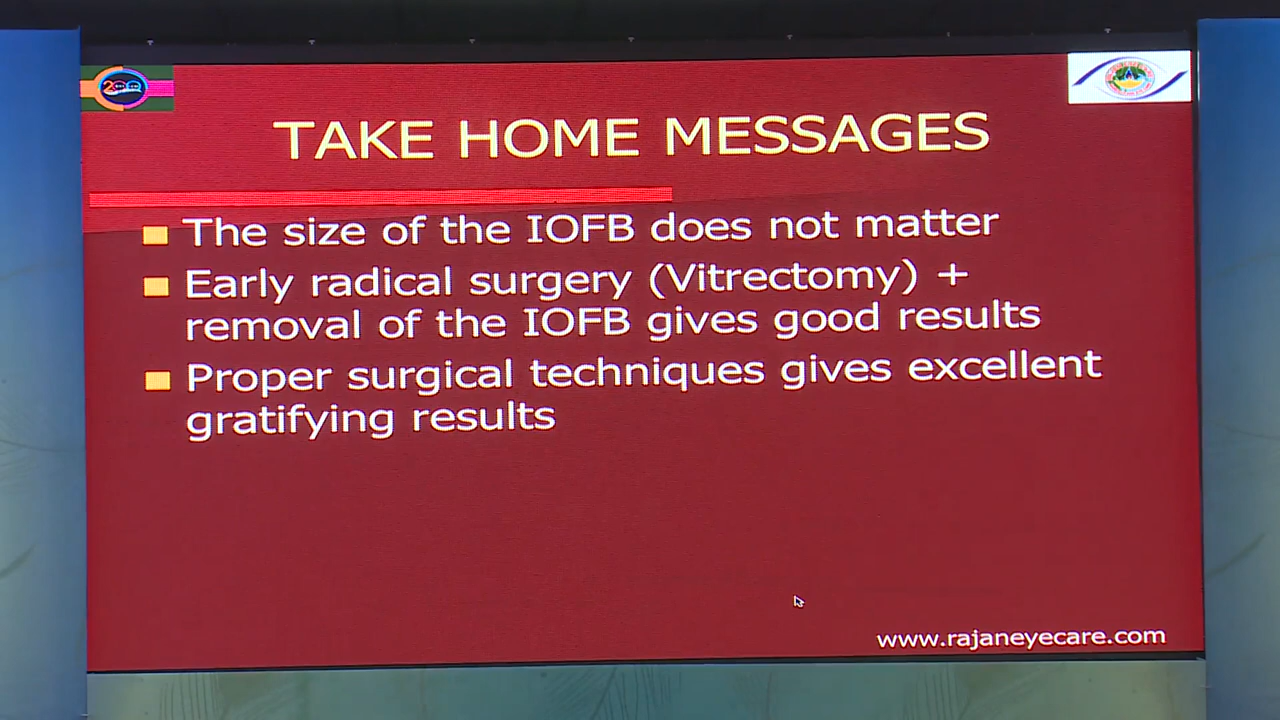 TAKE HOME MESSAGES
The size of the IOFB does not matter
Early radical surgery (Vitrectomy) +
removal of the IOFB gives good results
Proper surgical techniques gives excellent
gratifying results
www.rajaneyecare.com